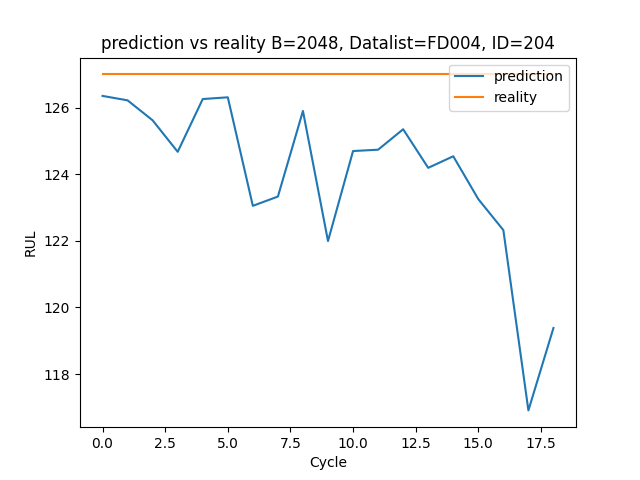 prediction vs reality B=2048, Datalist=FD004, ID=204
prediction
reality
126
124
122
120
118
RUL
0.0 2.5 5.0 7.5 10.0 12.5 15.0 17.5
Cycle